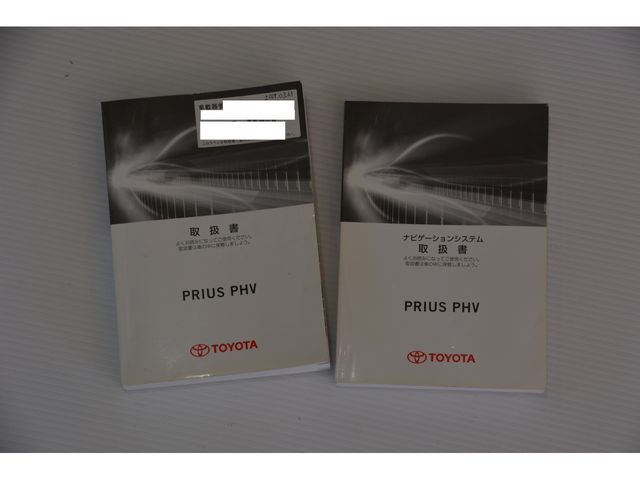 取扱書
よくお読みになってご使用ください。
取扱書は車の中に保管しましょう。
PRIUS PHV
TOYOTA
ナビゲーションシステム
取扱書
よくお読みになってご使用ください。
取扱書は車の中に保管しましょう。
PRIUS PHV
TOYOTA